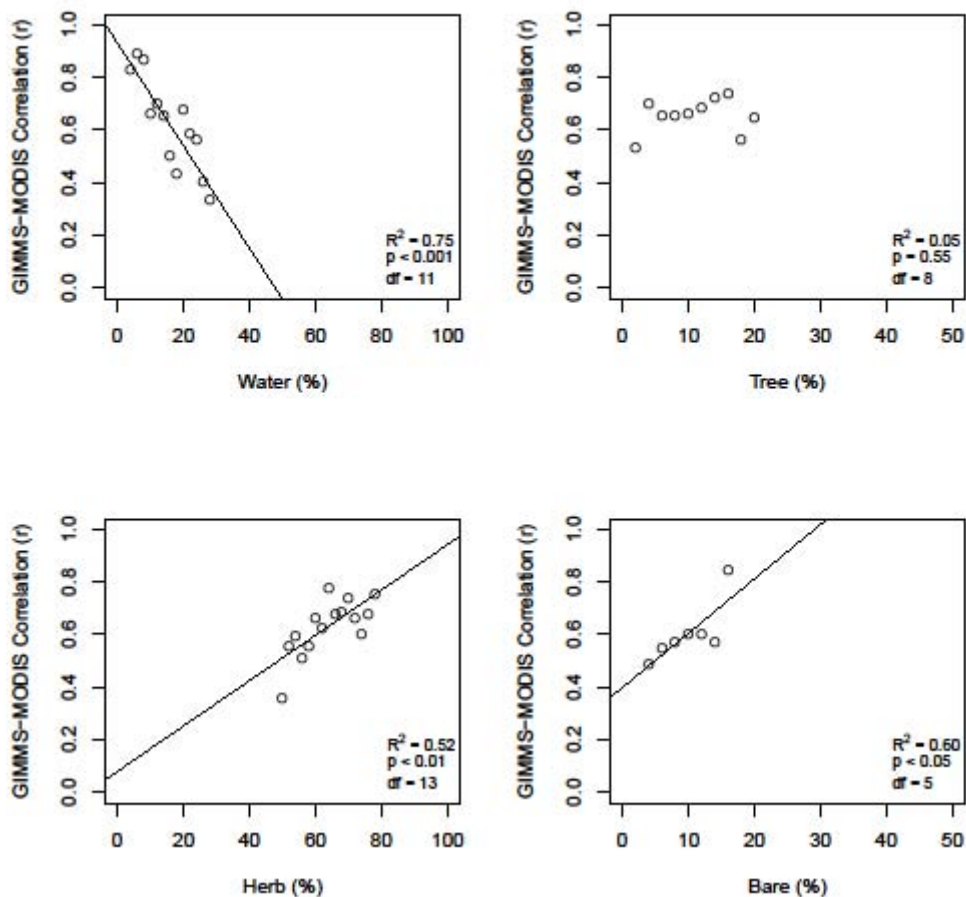 GIMMS-MODIS Correlation (r)
1.0
0.8
0.6
0.4
0.2
0.0
R² = 0.75
p < 0.001
df = 11
0 20 40 60 80 100
Water (%)
GIMMS-MODIS Correlation (r)
1.0
0.8
0.6
0.4
0.2
0.0
R² = 0.05
p = 0.55
df = 8
0 10 20 30 40 50
Tree (%)
GIMMS-MODIS Correlation (r)
1.0
0.8
0.6
0.4
0.2
0.0
R² = 0.52
p < 0.01
df = 13
0 20 40 60 80 100
Herb (%)
GIMMS-MODIS Correlation (r)
1.0
0.8
0.6
0.4
0.2
0.0
R² = 0.60
p < 0.05
df = 5
0 10 20 30 40 50
Bare (%)